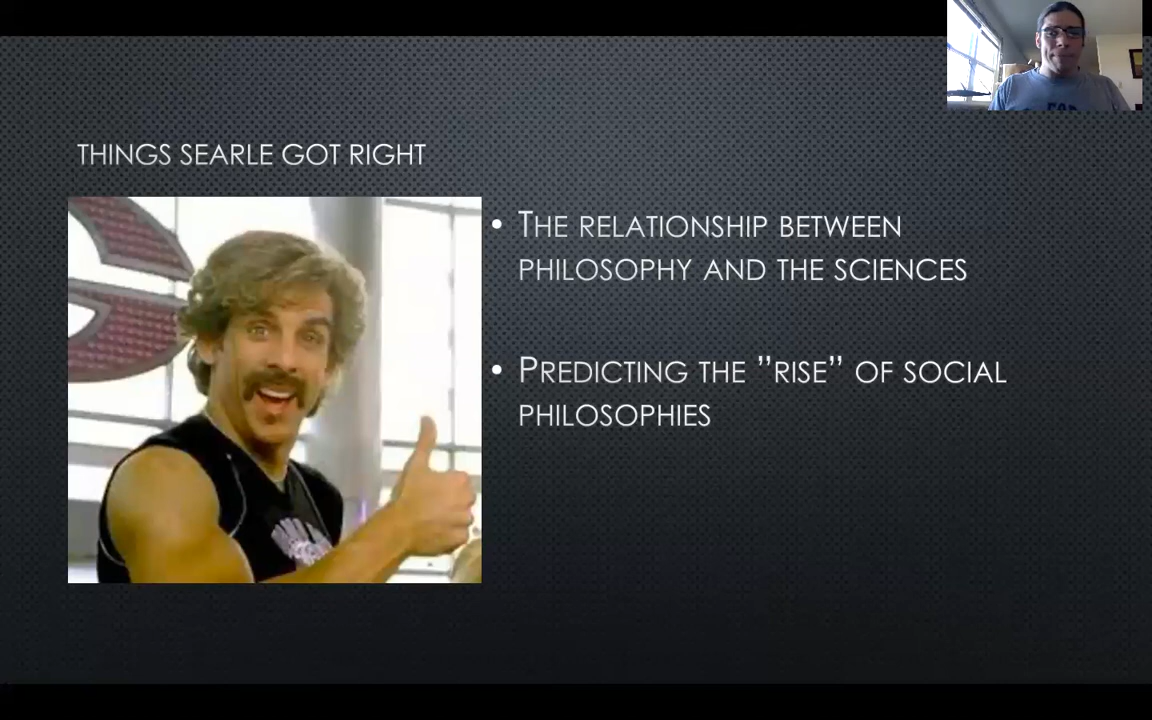 THINGS SEARLE GOT RIGHT
• THE RELATIONSHIP BETWEEN
PHILOSOPHY AND THE SCIENCES
• PREDICTING THE ”RISE” OF SOCIAL
PHILOSOPHIES